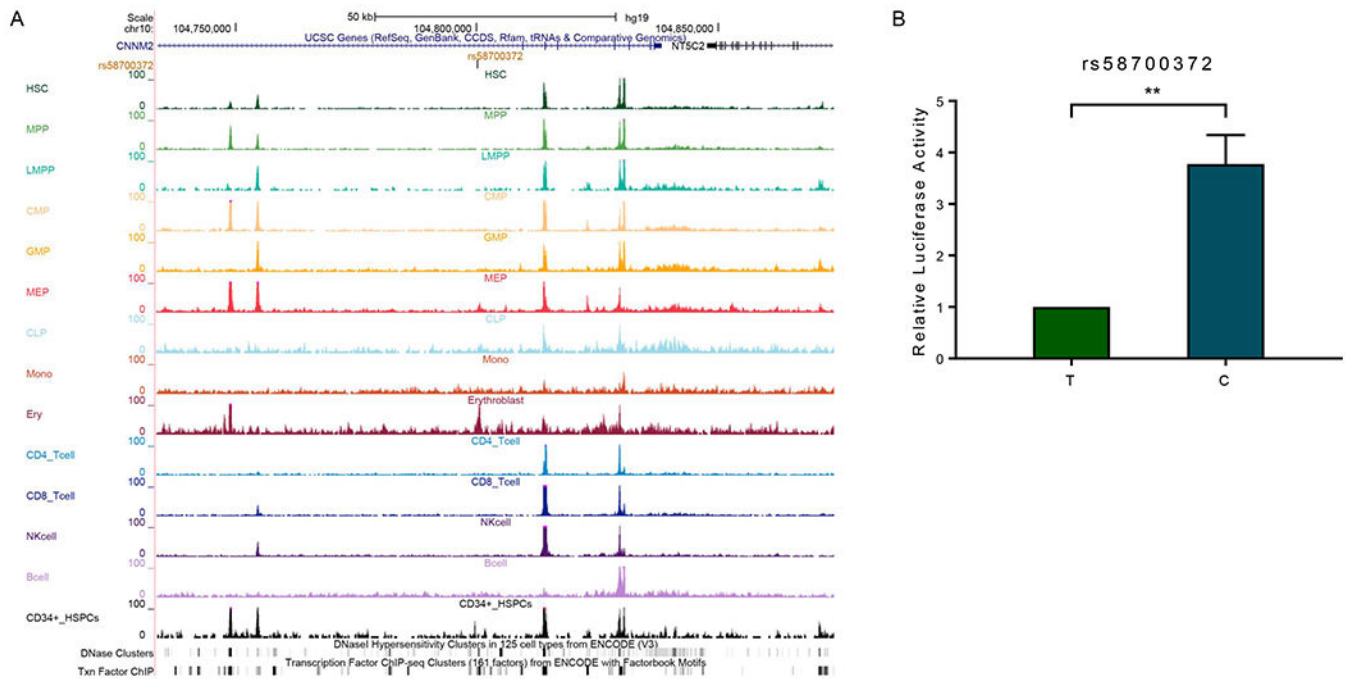 A
Scale
50 kb
hg19
chr10:
104,750,000
104,800,000
104,850,000
UCSC Genes (RefSeq, GenBank, CCDS, Rfam, tRNAs & Comparative Genomics)
CNNM2
NT5C2
rs58700372
rs58700372
100
HSC
HSC
0
100
MPP
MPP
0
100
LMPP
LMPP
0
100
CMP
CMP
0
100
GMP
GMP
0
100
MEP
MEP
0
100
CLP
CLP
0
100
Mono
Mono
0
100
Erythroblast
Ery
0
100
CD4_Tcell
CD4_Tcell
0
100
CD8_Tcell
CD8_Tcell
0
100
NKcell
NKcell
0
100
Bcell
Bcell
0
100
CD34+_HSPCs
CD34+_HSPCs
0
DNaseI Hypersensitivity Clusters in 125 cell types from ENCODE (V3)
DNase Clusters
Transcription Factor ChIP-seq Clusters (161 factors) from ENCODE with Factorbook Motifs
Txn Factor ChIP
B
rs58700372
**
Relative Luciferase Activity
5
4
3
2
1
0
T
C